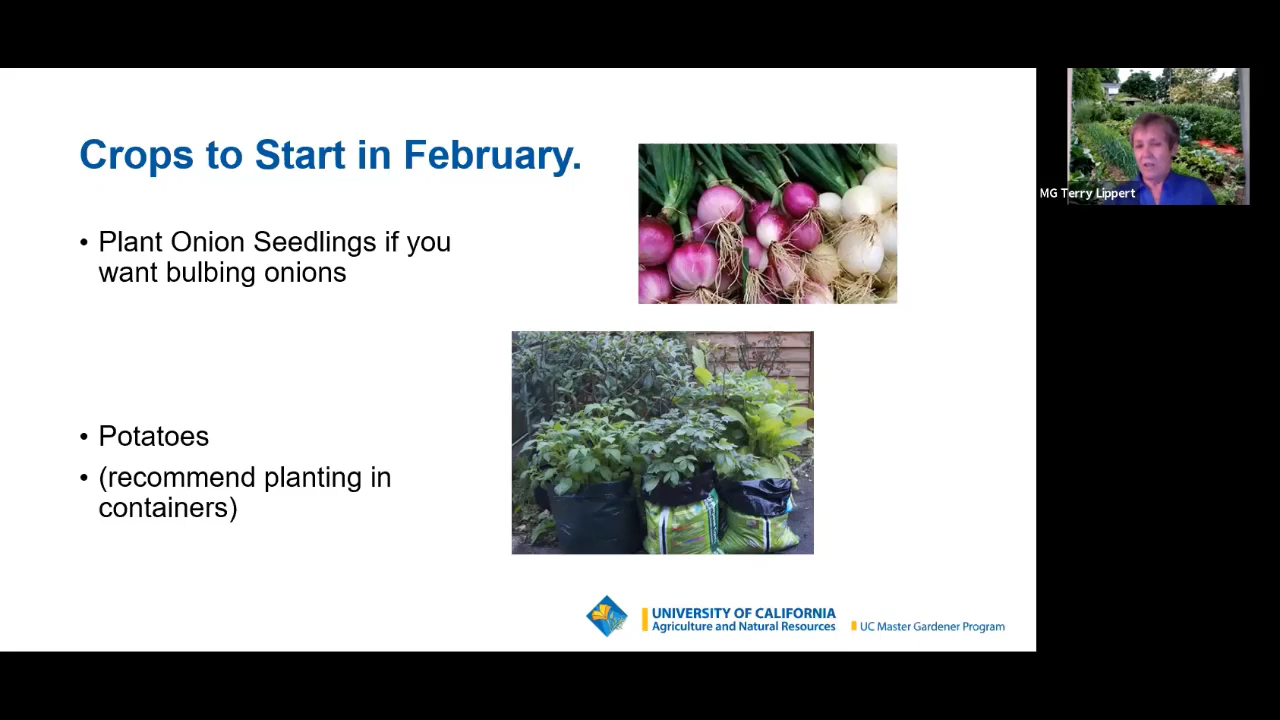 Crops to Start in February.
• Plant Onion Seedlings if you
want bulbing onions
• Potatoes
• (recommend planting in
containers)
UNIVERSITY OF CALIFORNIA
Agriculture and Natural Resources
UC Master Gardener Program
MG Terry Lippert